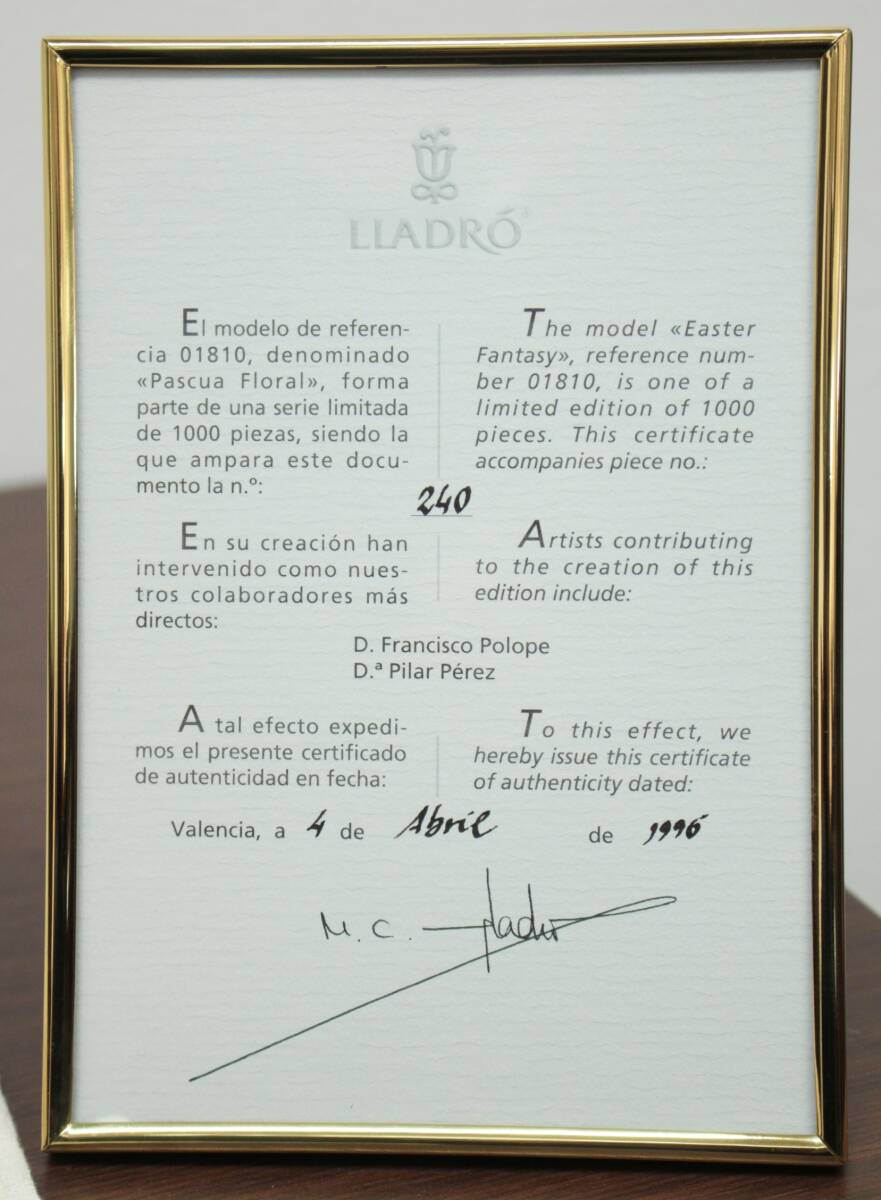 LLADRÓ
El modelo de referen-
cia 01810, denominado
«Pascua Floral», forma
parte de una serie limitada
de 1000 piezas, siendo la
que ampara este docu-
mento la n.º:
The model «Easter
Fantasy», reference num-
ber 01810, is one of a
limited edition of 1000
pieces. This certificate
accompanies piece no.:
240
En su creación han
intervenido como nues-
tros colaboradores más
directos:
Artists contributing
to the creation of this
edition include:
D. Francisco Polope
D.ª Pilar Pérez
A tal efecto expedi-
mos el presente certificado
de autenticidad en fecha:
To this effect, we
hereby issue this certificate
of authenticity dated:
Valencia, a 4 de Abril de 1996
M. C. Lladró